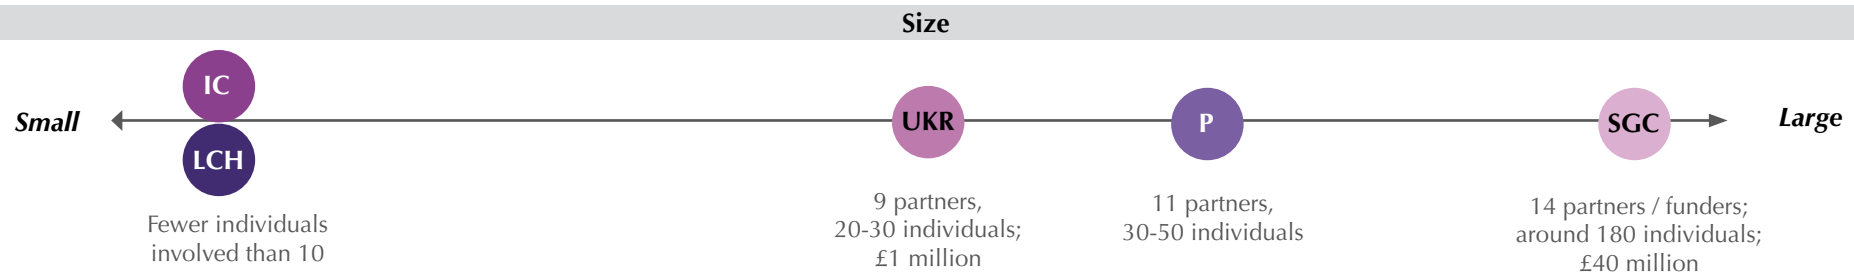 Size
Small
IC
LCH
Fewer individuals
involved than 10
UKR
9 partners,
20-30 individuals;
£1 million
P
11 partners,
30-50 individuals
SGC
14 partners / funders;
around 180 individuals;
£40 million
Large